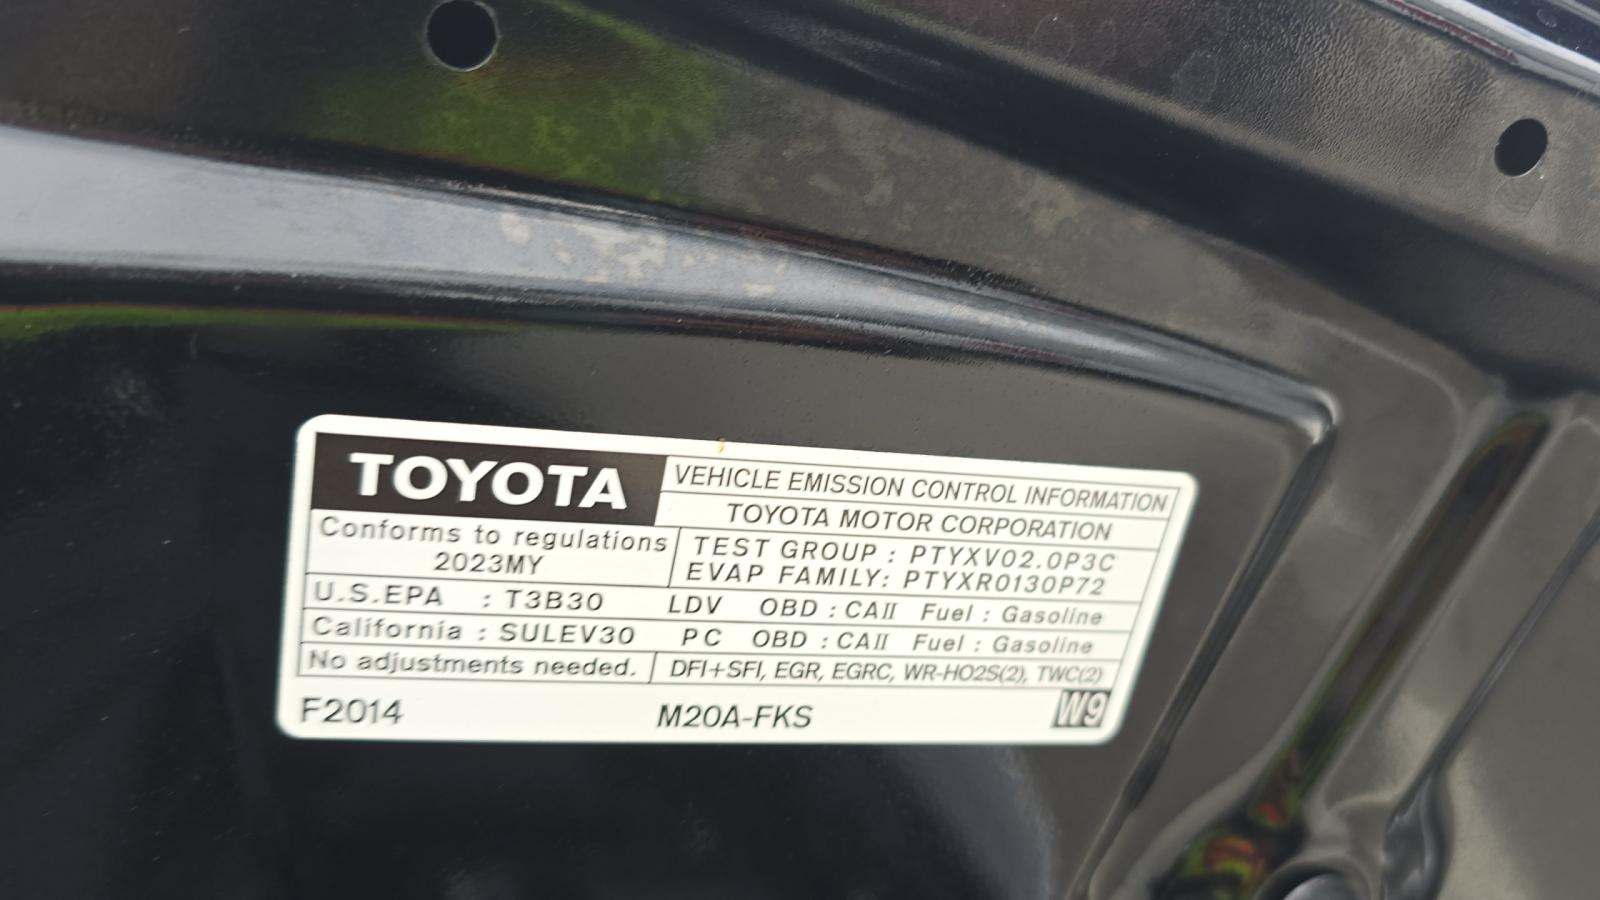 TOYOTA
VEHICLE EMISSION CONTROL INFORMATION
TOYOTA MOTOR CORPORATION
Conforms to regulations
2023MY
TEST GROUP : PTYXV02.0P3C
EVAP FAMILY: PTYXR0130P72
U.S.EPA : T3B30 LDV OBD : CAII Fuel : Gasoline
California : SULEV30 PC OBD : CAII Fuel : Gasoline
No adjustments needed. DFI+SFI, EGR, EGRC, WR-HO2S(2), TWC(2)
F2014 M20A-FKS W9